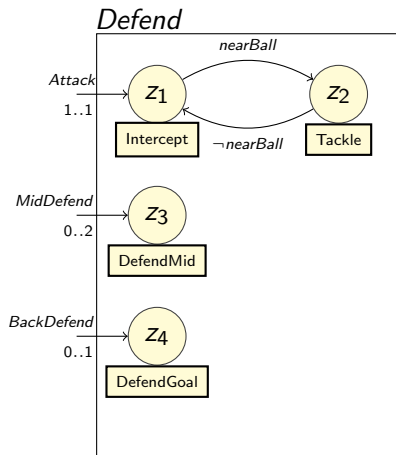 Defend
nearBall
Attack
1..1
z1
z2
Intercept
¬nearBall
Tackle
MidDefend
0..2
z3
DefendMid
BackDefend
0..1
z4
DefendGoal